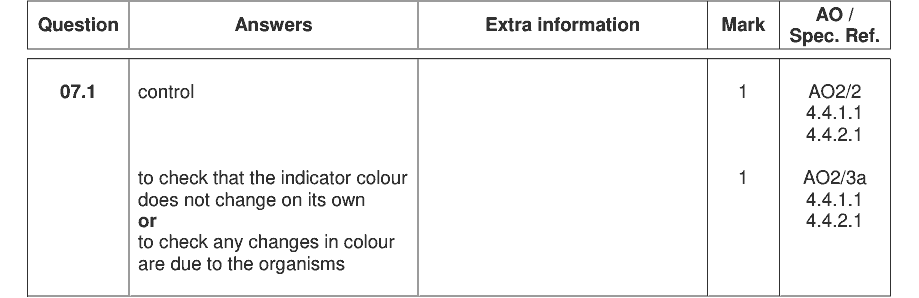 Question Answers Extra information Mark AO /
Spec. Ref.
07.1 control 1 AO2/2
4.4.1.1
4.4.2.1
to check that the indicator colour 1 AO2/3a
does not change on its own 4.4.1.1
or 4.4.2.1
to check any changes in colour
are due to the organisms